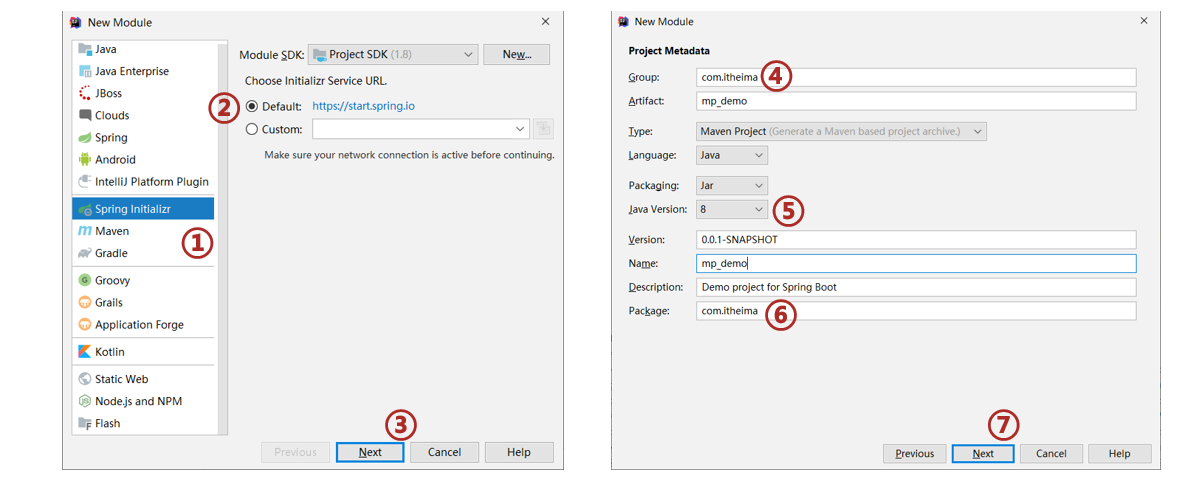 New Module
Java
Java Enterprise
JBoss
Clouds
Spring
Android
IntelliJ Platform Plugin
Spring Initializr
Maven
①
Gradle
Groovy
Grails
Application Forge
Kotlin
Static Web
Node.js and NPM
Flash
Module SDK: Project SDK (1.8) New...
Choose Initializr Service URL.
② Default: https://start.spring.io
Custom:
Make sure your network connection is active before continuing.
③
Previous Next Cancel Help
New Module
Project Metadata
Group: com.itheima ④
Artifact: mp_demo
Type: Maven Project (Generate a Maven based project archive.)
Language: Java
Packaging: Jar
Java Version: 8 ⑤
Version: 0.0.1-SNAPSHOT
Name: mp_demo
Description: Demo project for Spring Boot
Package: com.itheima ⑥
⑦
Previous Next Cancel Help